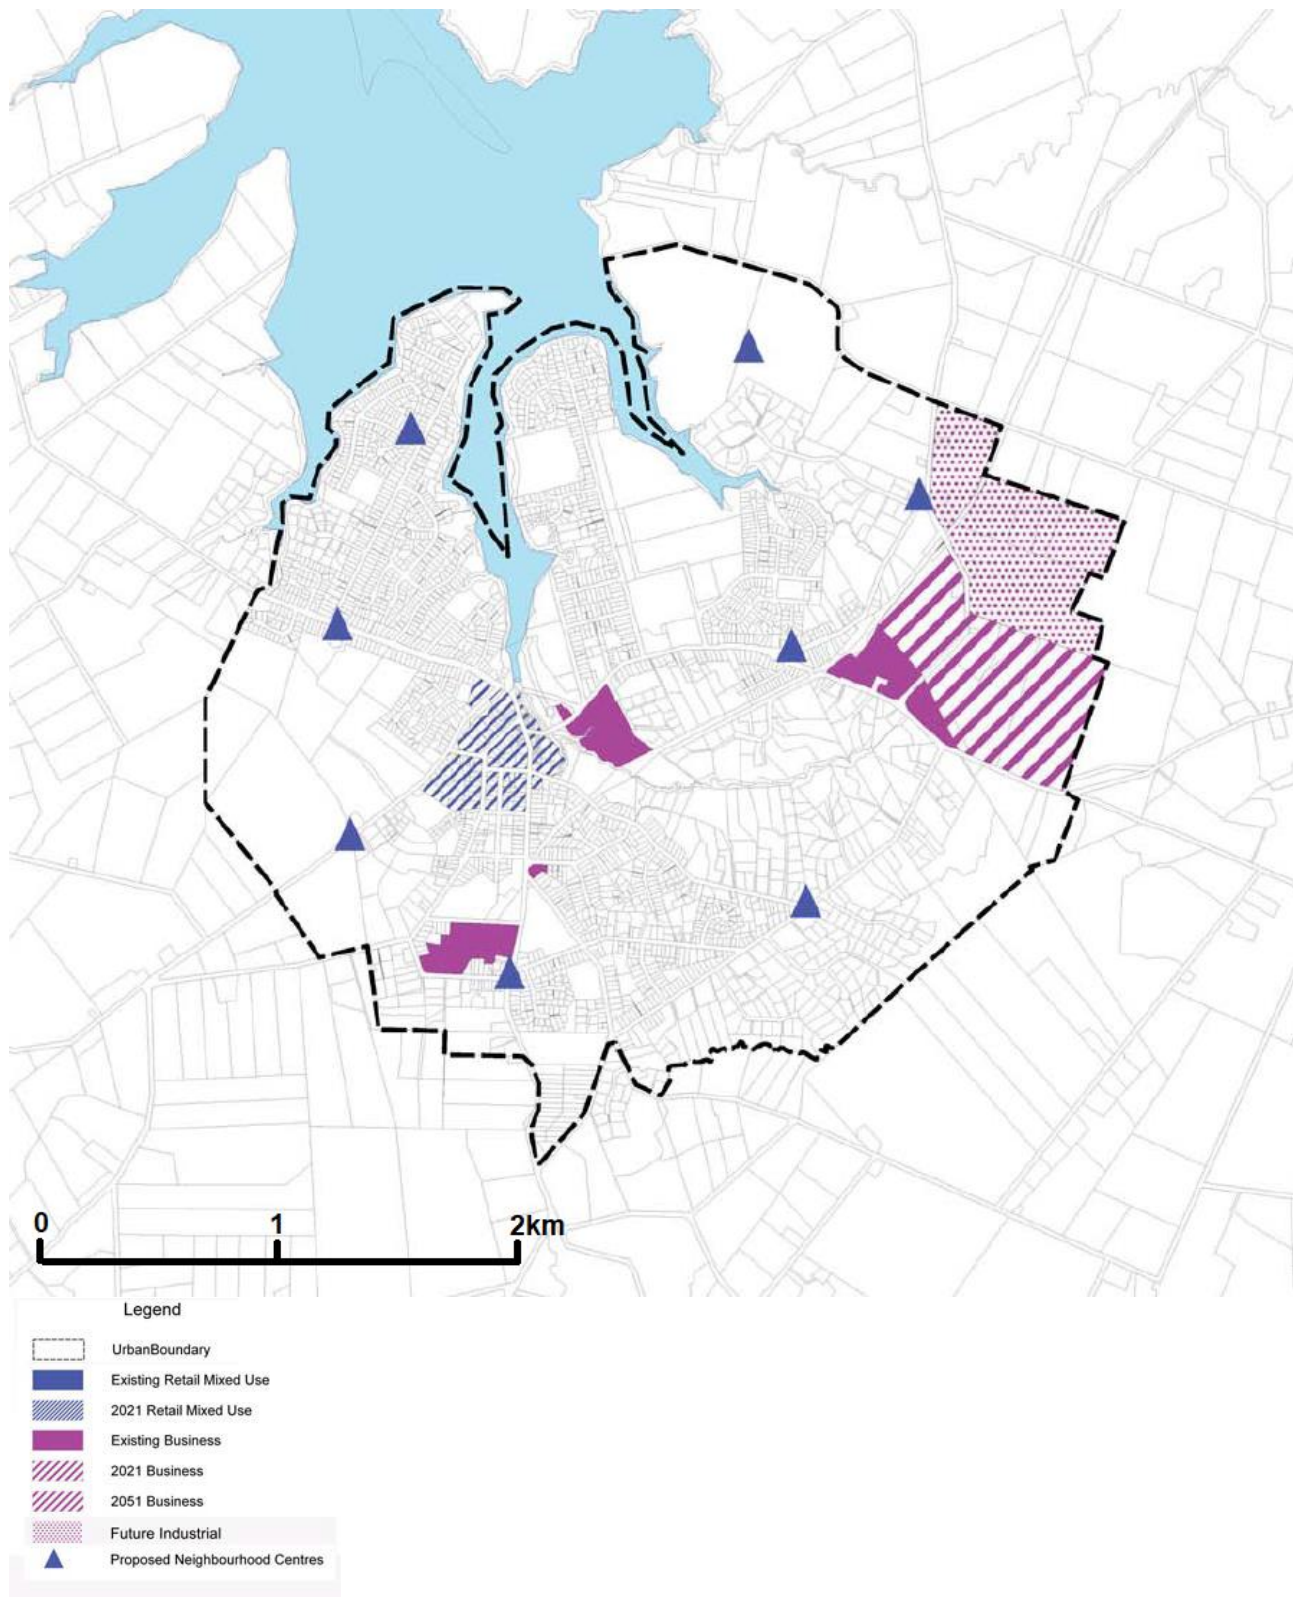 0 1 2km
Legend
UrbanBoundary
Existing Retail Mixed Use
2021 Retail Mixed Use
Existing Business
2021 Business
2051 Business
Future Industrial
Proposed Neighbourhood Centres